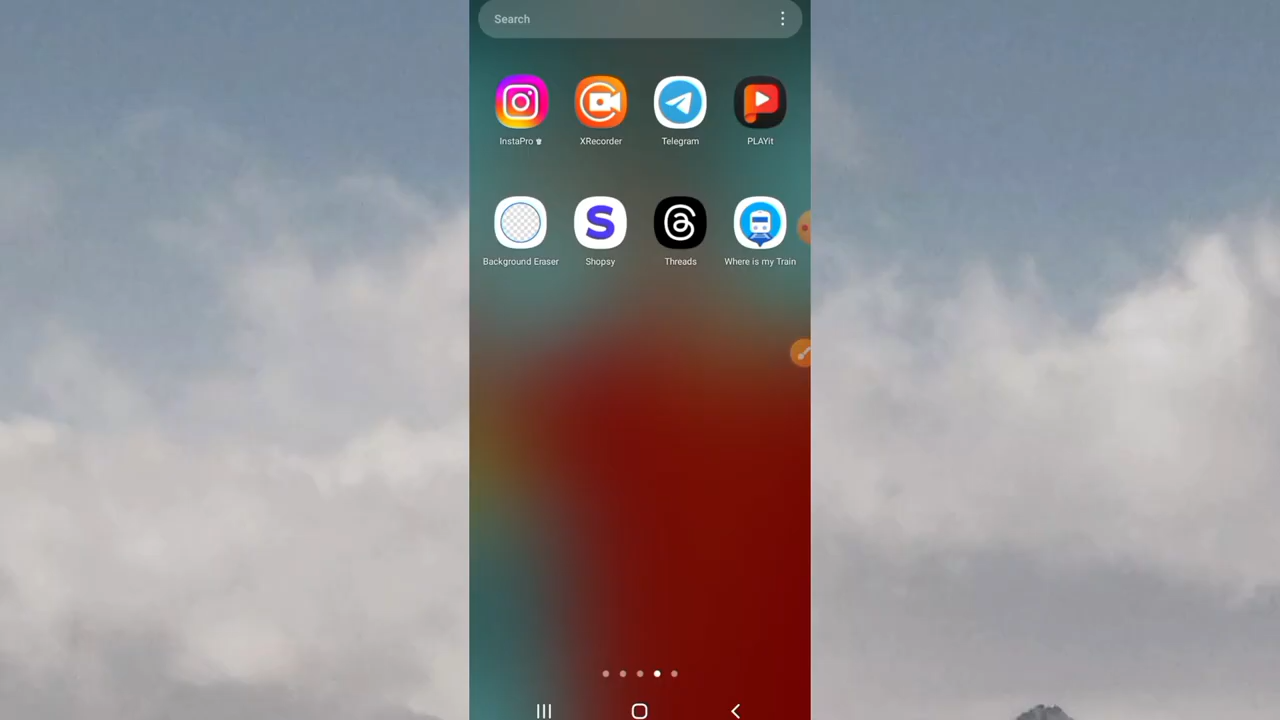 Search
InstaPro
XRecorder
Telegram
PLAYit
Background Eraser
Shopsy
Threads
Where is my Train